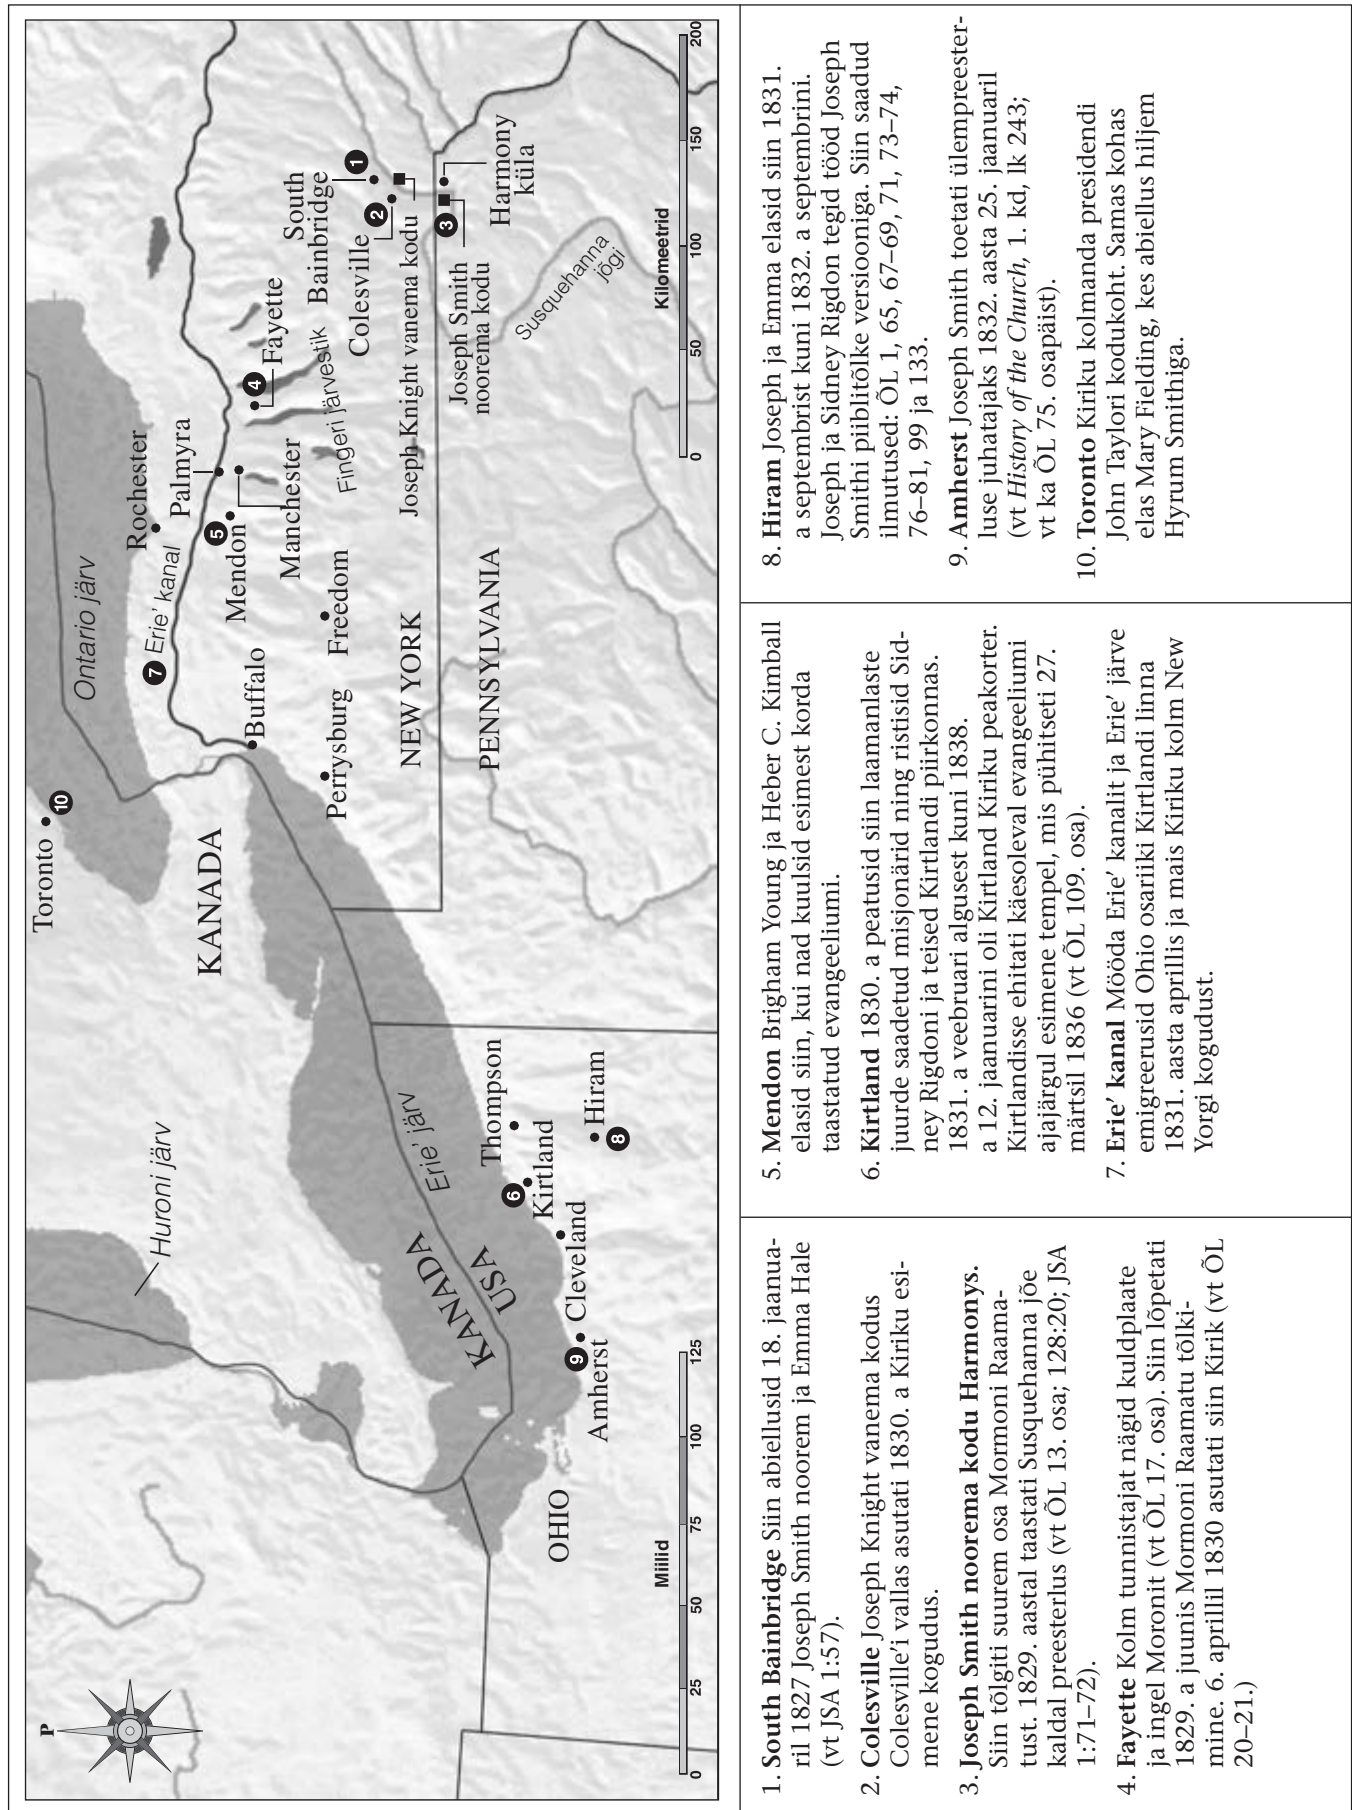 P
Toronto
10
Ontario järv
Huroni järv
KANADA
7
Erie' kanal
Rochester
Palmyra
5
Mendon
Manchester
4
Fayette
Fingeri järvestik
South
Bainbridge
1
2
Colesville
Joseph Knight vanema kodu
3
Joseph Smith
noorema kodu
Harmony
küla
Susquehanna
jõgi
Buffalo
Perrysburg
Freedom
NEW YORK
PENNSYLVANIA
Erie' järv
KANADA
USA
Thompson
6
Kirtland
Hiram
8
Cleveland
9
Amherst
OHIO
Miilid
0 25 50 75 100 125
Kilomeetrid
0 50 100 150 200
1. South Bainbridge Siin abiellusid 18. jaanua-
ril 1827 Joseph Smith noorem ja Emma Hale
(vt JSA 1:57).
2. Colesville Joseph Knight vanema kodus
Colesville'i vallas asutati 1830. a Kiriku esi-
mene kogudus.
3. Joseph Smith noorema kodu Harmonys.
Siin tõlgiti suurem osa Mormoni Raama-
tust. 1829. aastal taastati Susquehanna jõe
kaldal preesterlus (vt ÕL 13. osa; 128:20; JSA
1:71–72).
4. Fayette Kolm tunnistajat nägid kuldplaate
ja ingel Moronit (vt ÕL 17. osa). Siin lõpetati
1829. a juunis Mormoni Raamatu tõlki-
mine. 6. aprillil 1830 asutati siin Kirik (vt ÕL
20–21.)
5. Mendon Brigham Young ja Heber C. Kimball
elasid siin, kui nad kuulsid esimest korda
taastatud evangeeliumi.
6. Kirtland 1830. a peatusid siin laamanlaste
juurde saadetud misjonärid ning ristisid Sid-
ney Rigdoni ja teised Kirtlandi piirkonnas.
1831. a veebruari algusest kuni 1838.
a 12. jaanuarini oli Kirtland Kiriku peakorter.
Kirtlandisse ehitati käesoleval evangeeliumi
ajajärgul esimene tempel, mis pühitseti 27.
märtsil 1836 (vt ÕL 109. osa).
7. Erie' kanal Mööda Erie' kanalit ja Erie' järve
emigreerusid Ohio osariiki Kirtlandi linna
1831. aasta aprillis ja mais Kiriku kolm New
Yorgi kogudust.
8. Hiram Joseph ja Emma elasid siin 1831.
a septembrist kuni 1832. a septembrini.
Joseph ja Sidney Rigdon tegid tööd Joseph
Smithi piiblitõlke versiooniga. Siin saadud
ilmutused: ÕL 1, 65, 67–69, 71, 73–74,
76–81, 99 ja 133.
9. Amherst Joseph Smith toetati ülempreester-
luse juhatajaks 1832. aasta 25. jaanuaril
(vt History of the Church, 1. kd, lk 243;
vt ka ÕL 75. osapäist).
10. Toronto Kiriku kolmanda presidendi
John Taylori kodukoht. Samas kohas
elas Mary Fielding, kes abiellus hiljem
Hyrum Smithiga.